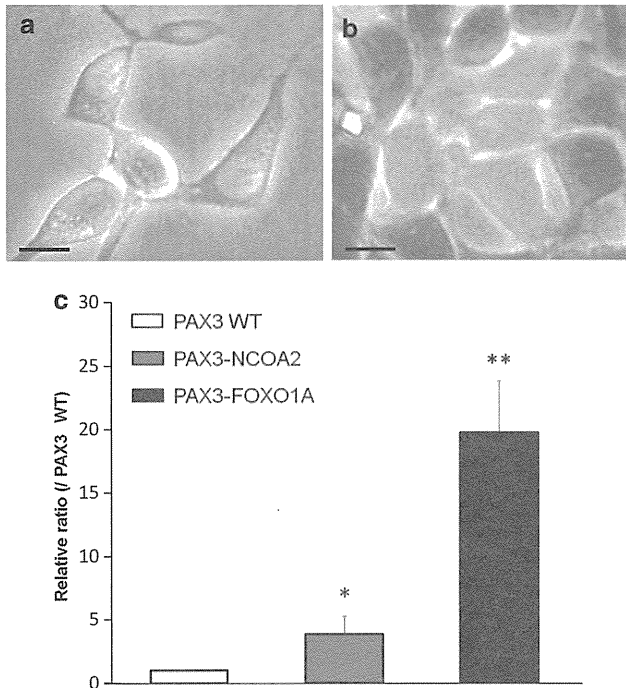 a
b
c
30
25
20
15
10
5
0
Relative ratio (/ PAX3 WT)
PAX3 WT
PAX3-NCOA2
PAX3-FOXO1A
*
**